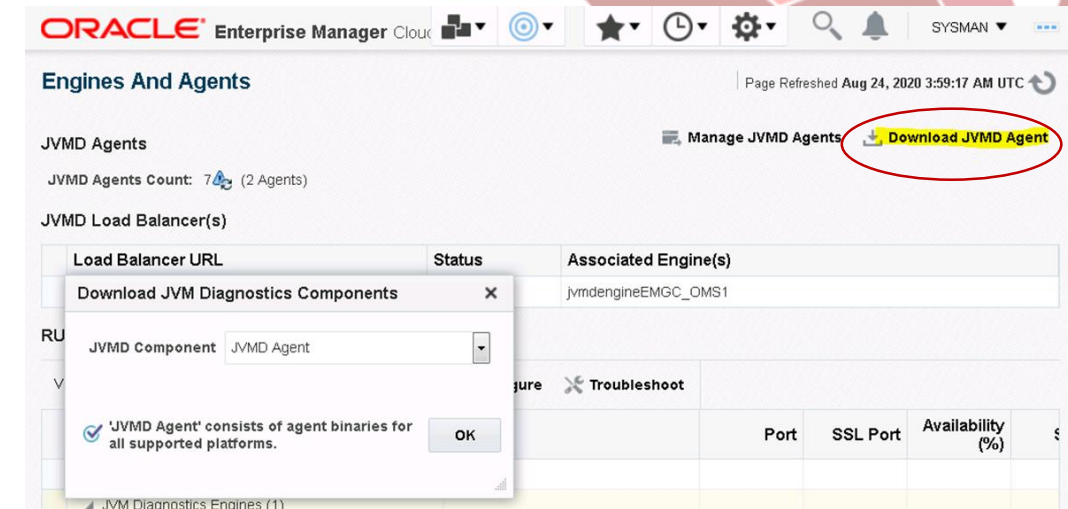 ORACLE Enterprise Manager Clou SYSMAN
Engines And Agents
Page Refreshed Aug 24, 2020 3:59:17 AM UTC
JVMD Agents
Manage JVMD Agents Download JVMD Agent
JVMD Agents Count: 7 (2 Agents)
JVMD Load Balancer(s)
Load Balancer URL Status Associated Engine(s)
jvmdengineEMGC_OMS1
Download JVM Diagnostics Components
JVMD Component JVMD Agent
'JVMD Agent' consists of agent binaries for
all supported platforms.
OK
RU
V
gure Troubleshoot
Port SSL Port Availability
(%)
JVM Diagnostics Engines (1)